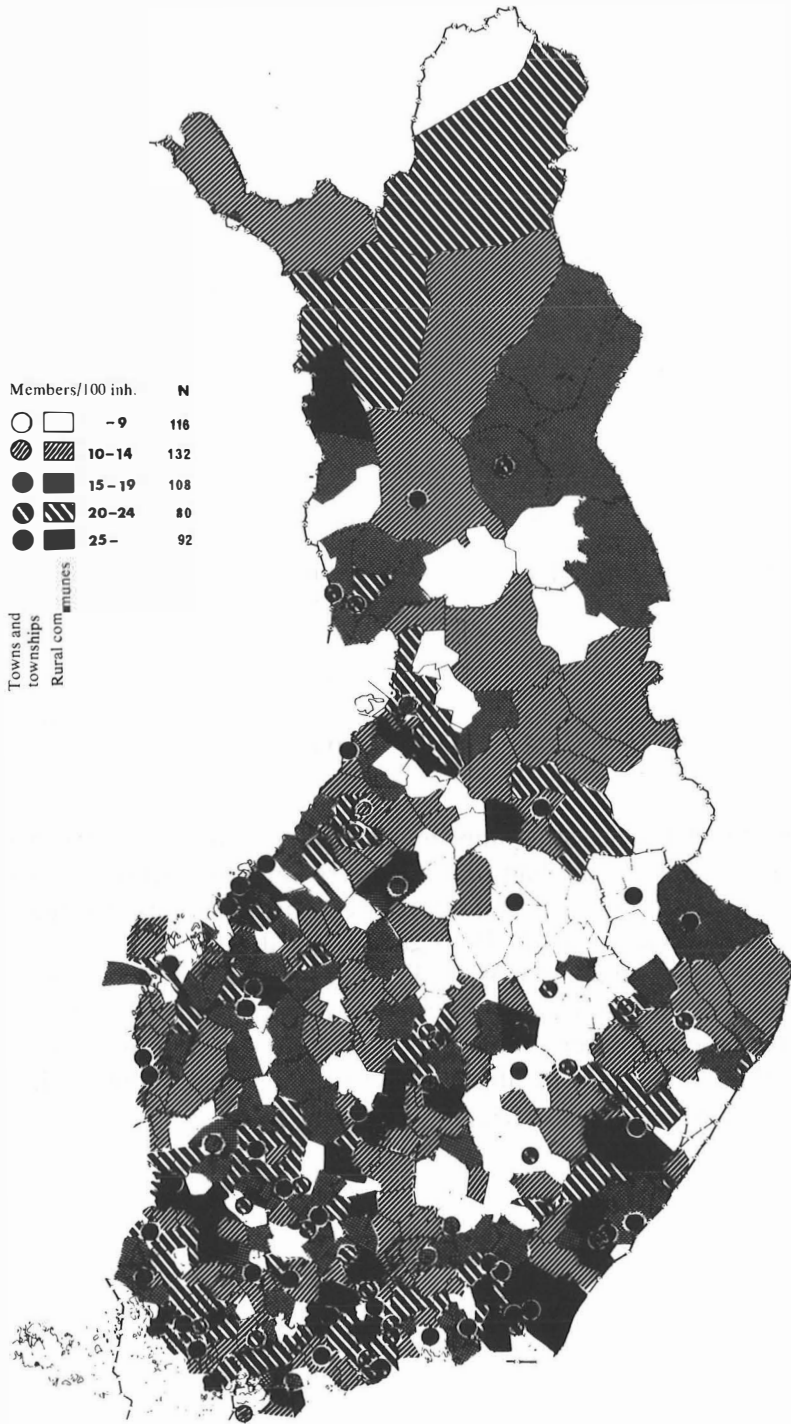 Members/100 inh. N
-9 116
10-14 132
15-19 108
20-24 80
25- 92
Towns and
townships
Rural communes